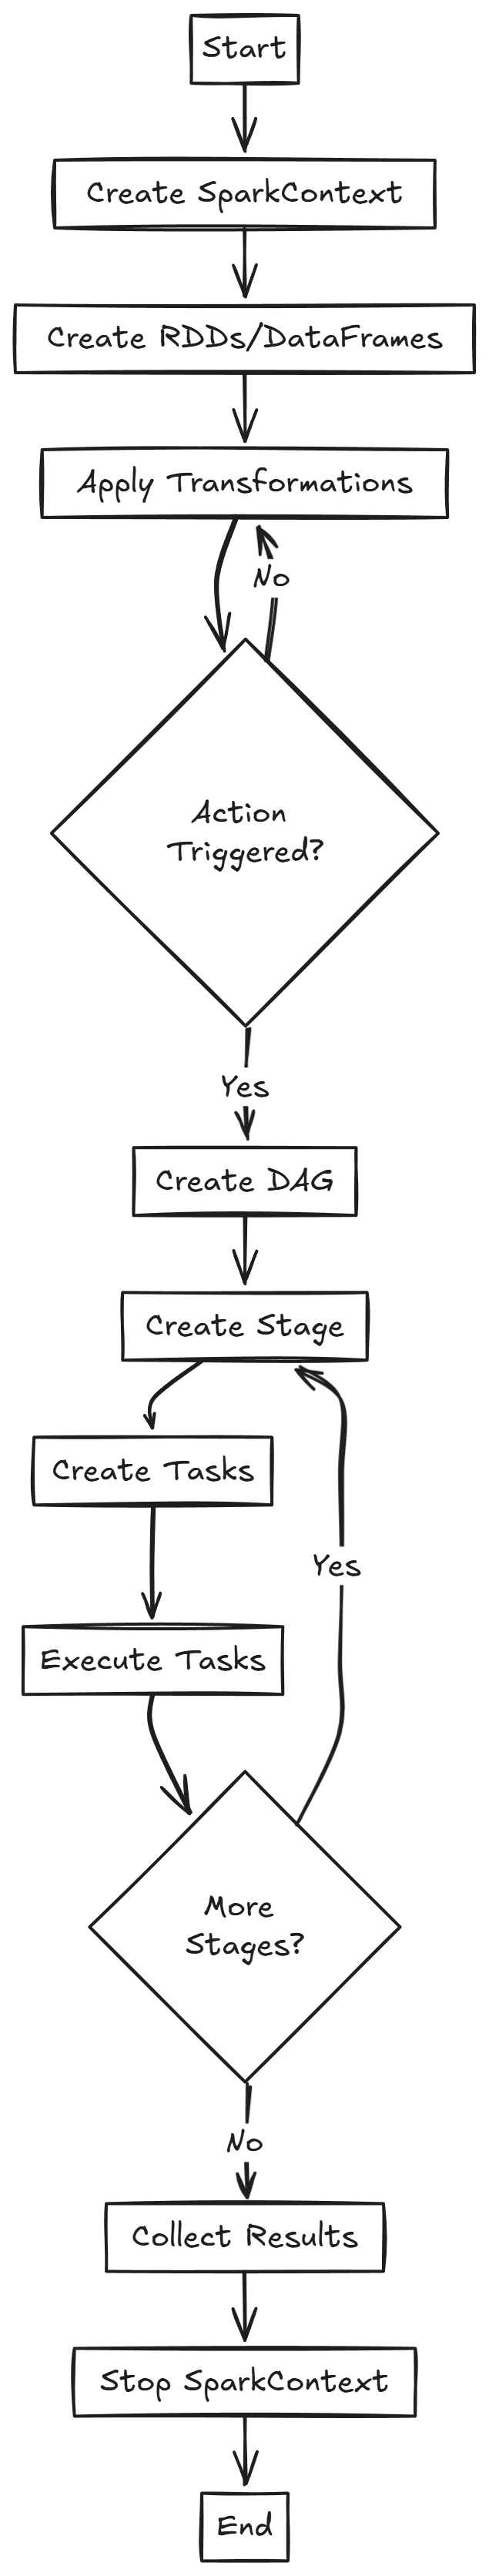 Start
Create SparkContext
Create RDDs/DataFrames
Apply Transformations
No
Action
Triggered?
Yes
Create DAG
Create Stage
Create Tasks
Yes
Execute Tasks
More
Stages?
No
Collect Results
Stop SparkContext
End